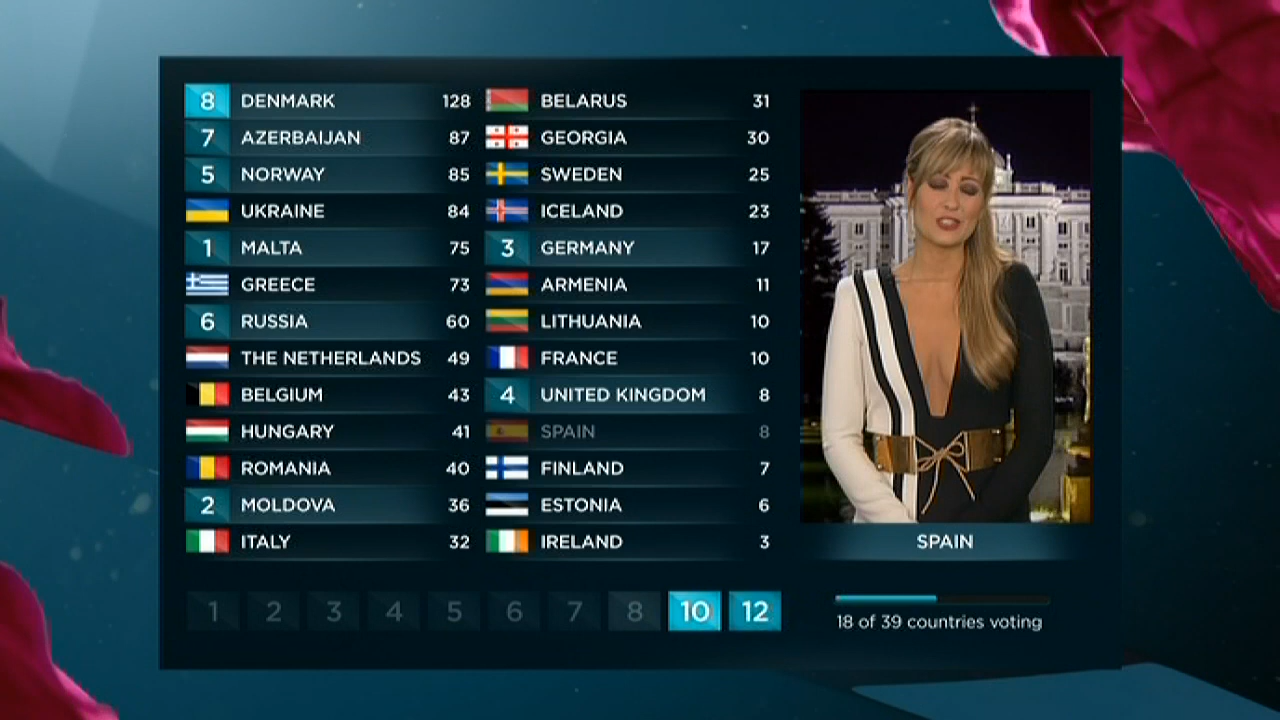 8 DENMARK 128
7 AZERBAIJAN 87
5 NORWAY 85
UKRAINE 84
1 MALTA 75
GREECE 73
6 RUSSIA 60
THE NETHERLANDS 49
BELGIUM 43
HUNGARY 41
ROMANIA 40
2 MOLDOVA 36
ITALY 32
BELARUS 31
GEORGIA 30
SWEDEN 25
ICELAND 23
3 GERMANY 17
ARMENIA 11
LITHUANIA 10
FRANCE 10
4 UNITED KINGDOM 8
SPAIN 8
FINLAND 7
ESTONIA 6
IRELAND 3
1 2 3 4 5 6 7 8 10 12
SPAIN
18 of 39 countries voting